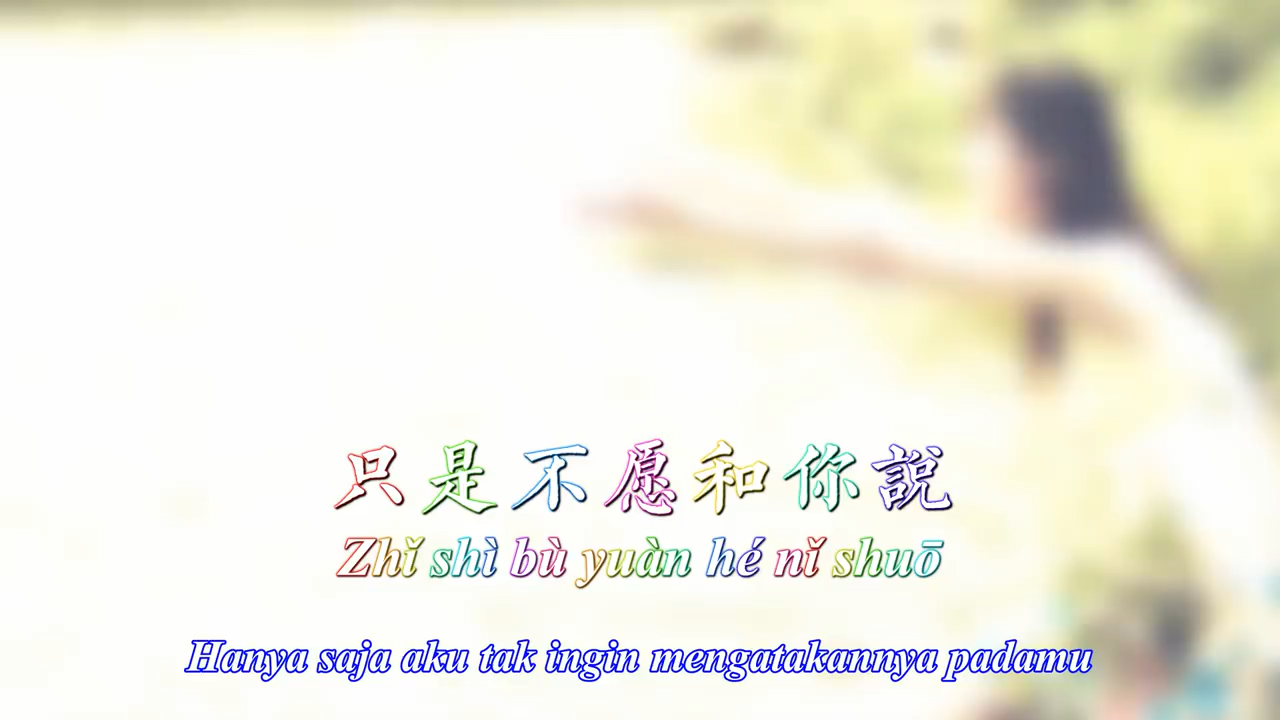 只是不愿和你說
Zhǐ shì bù yuàn hé nǐ shuō
Hanya saja aku tak ingin mengatakannya padamu